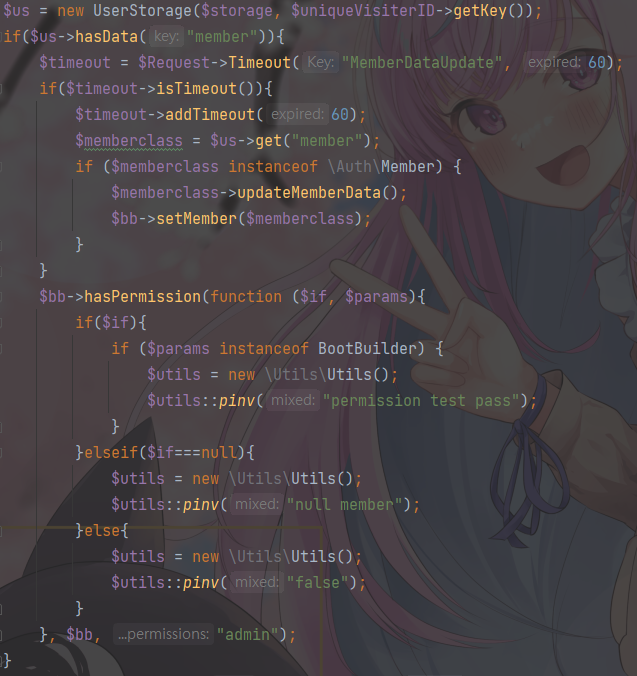 $us = new UserStorage($storage, $uniqueVisiterID->getKey());
if($us->hasData( key: "member")){
$timeout = $Request->Timeout( Key: "MemberDataUpdate", expired: 60);
if($timeout->isTimeout()){
$timeout->addTimeout( expired: 60);
$memberclass = $us->get("member");
if ($memberclass instanceof \Auth\Member) {
$memberclass->updateMemberData();
$bb->setMember($memberclass);
}
}
$bb->hasPermission(function ($if, $params){
if($if){
if ($params instanceof BootBuilder) {
$utils = new \Utils\Utils();
$utils::pinv( mixed: "permission test pass");
}
}elseif($if===null){
$utils = new \Utils\Utils();
$utils::pinv( mixed: "null member");
}else{
$utils = new \Utils\Utils();
$utils::pinv( mixed: "false");
}
}, $bb, ...permissions: "admin");
}